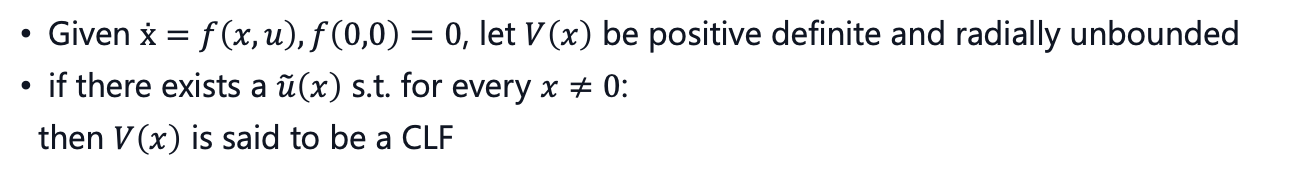 • Given ẋ = f(x, u), f(0,0) = 0, let V(x) be positive definite and radially unbounded
• if there exists a ũ(x) s.t. for every x ≠ 0:
then V(x) is said to be a CLF